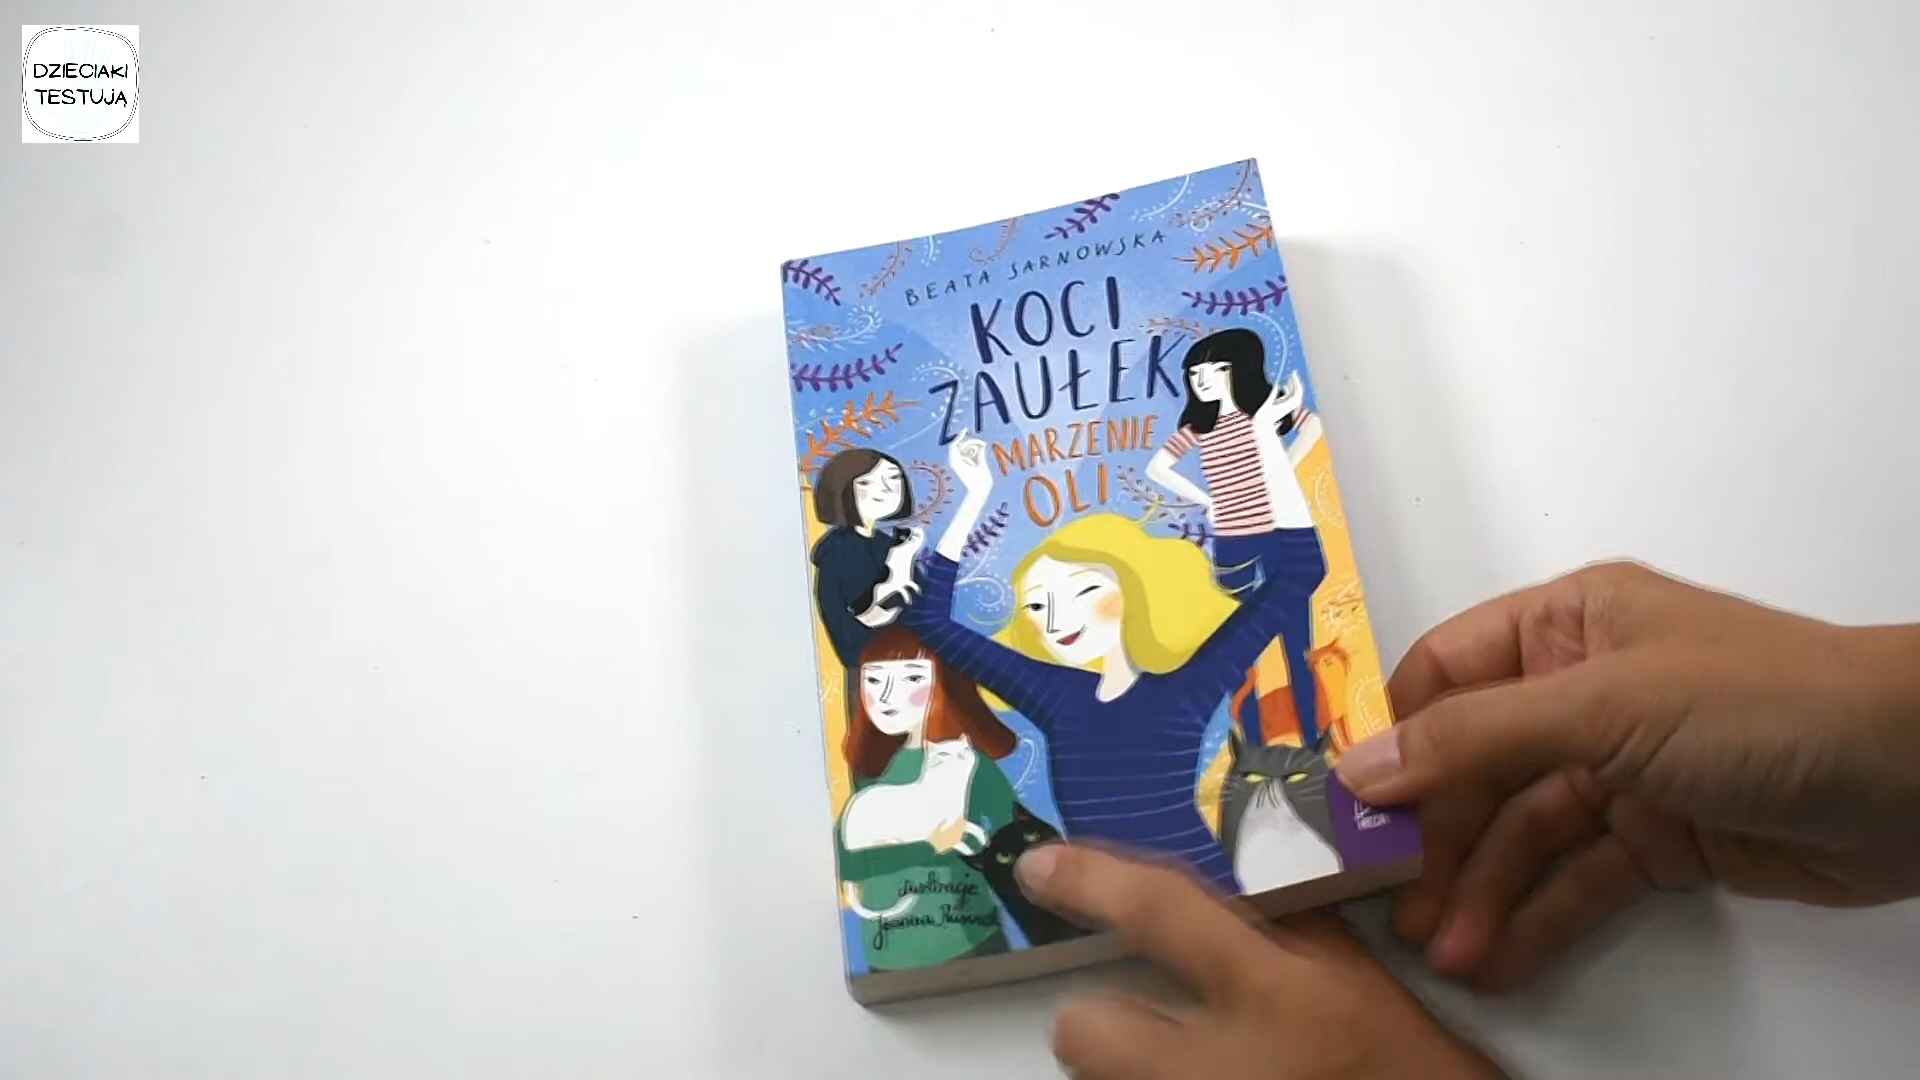 DZIECIAKI
TESTUJĄ
BEATA SARNOWSKA
KOCI
ZAUŁEK
MARZENIE
OLI
ilustracje
Joanna